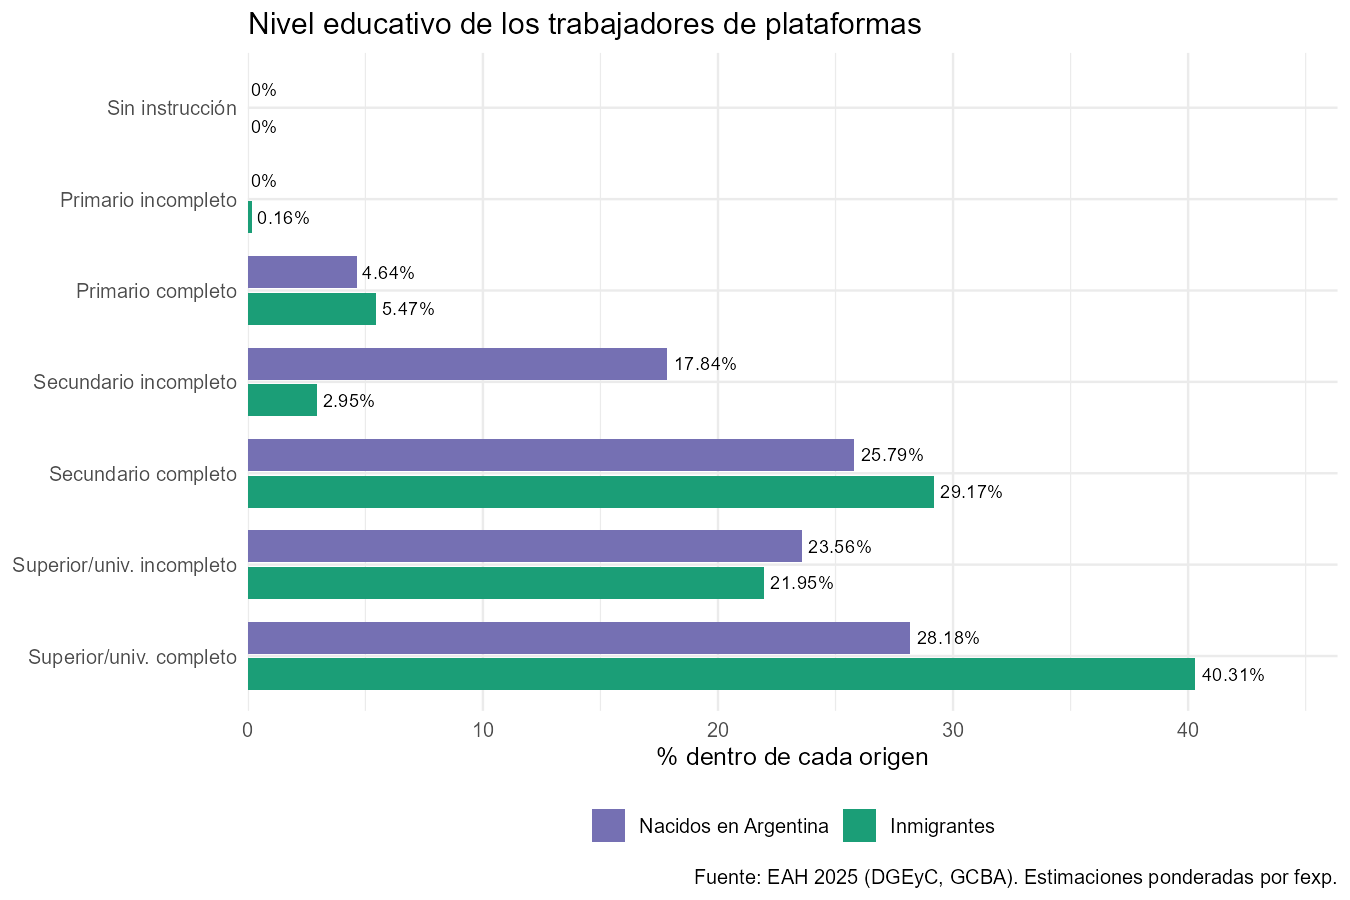 Nivel educativo de los trabajadores de plataformas
Sin instrucción
0%
0%
Primario incompleto
0%
0.16%
Primario completo
4.64%
5.47%
Secundario incompleto
17.84%
2.95%
Secundario completo
25.79%
29.17%
Superior/univ. incompleto
23.56%
21.95%
Superior/univ. completo
28.18%
40.31%
0 10 20 30 40
% dentro de cada origen
Nacidos en Argentina Inmigrantes
Fuente: EAH 2025 (DGEyC, GCBA). Estimaciones ponderadas por fexp.